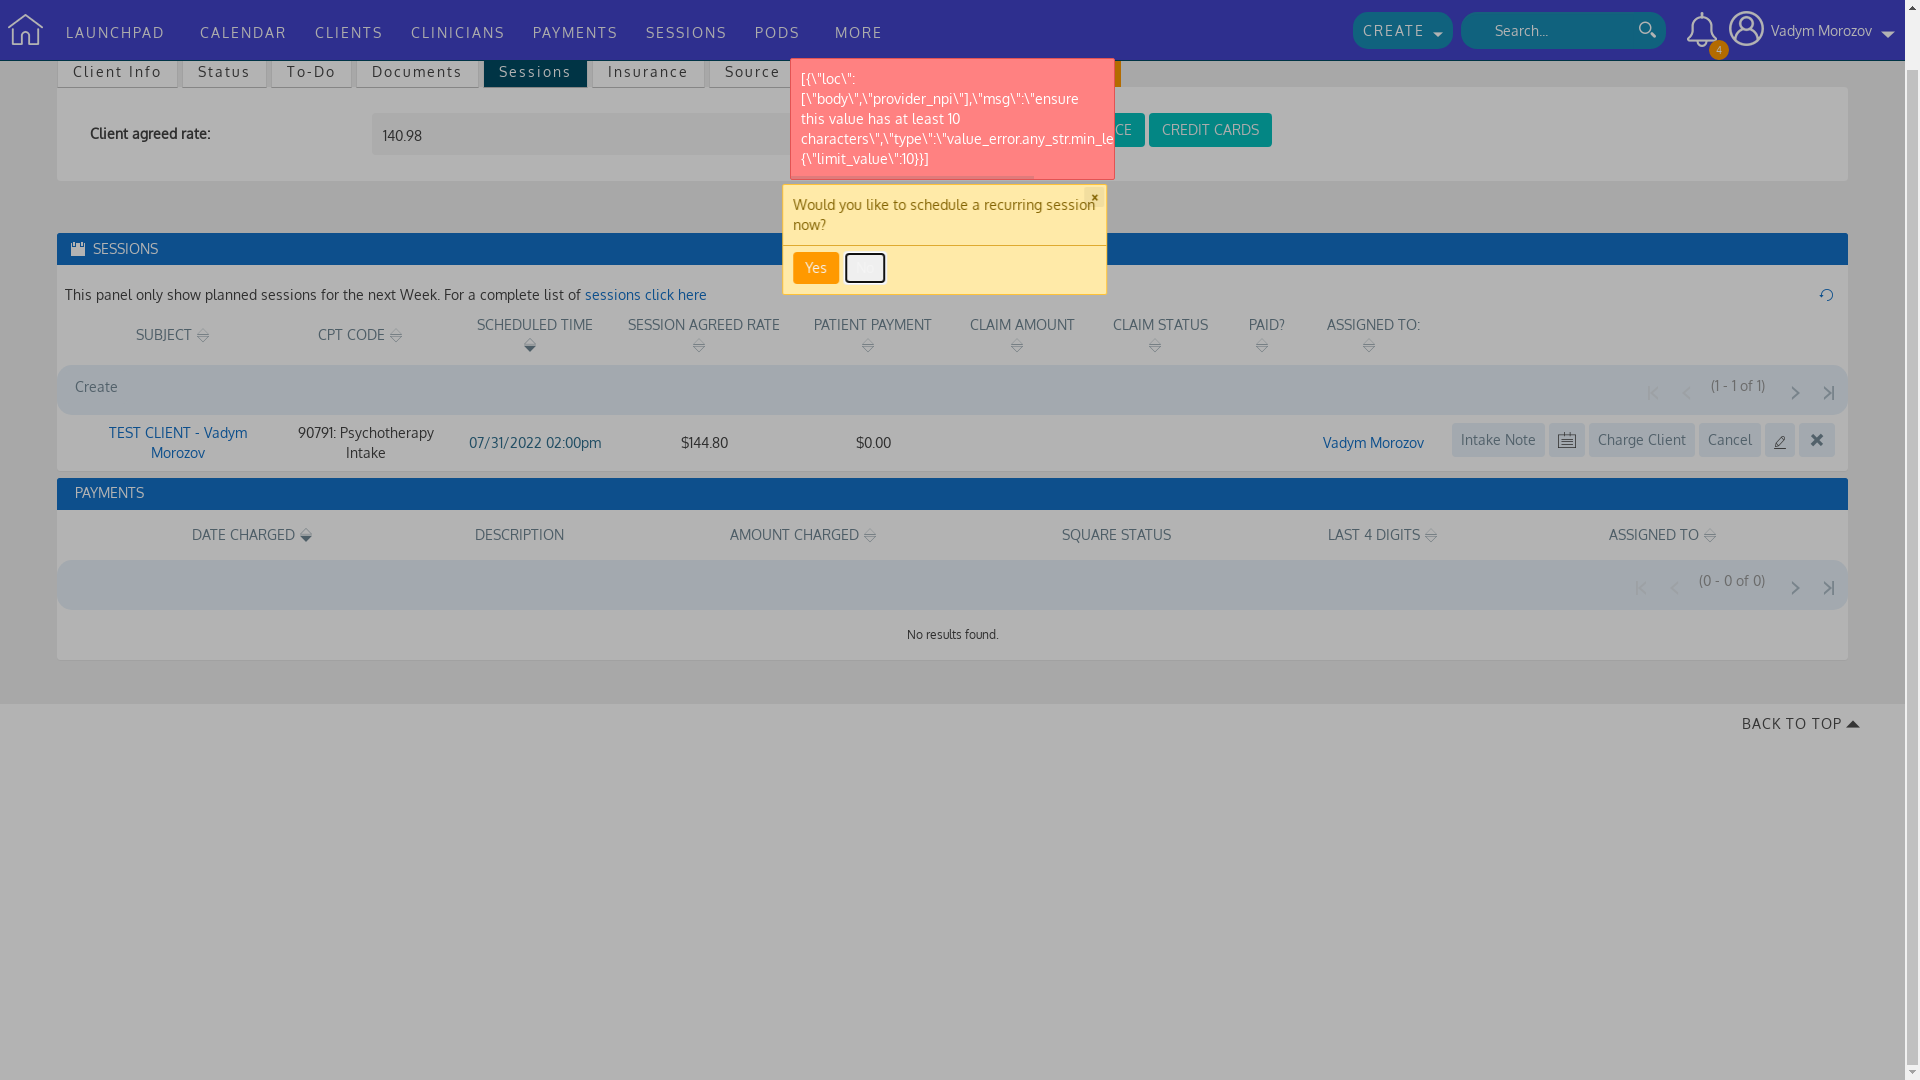 LAUNCHPAD CALENDAR CLIENTS CLINICIANS PAYMENTS SESSIONS PODS MORE CREATE Search... 4 Vadym Morozov
Client Info Status To-Do Documents Sessions Insurance Source
[{\"loc\":
[\"body\",\"provider_npi\"],\"msg\":\"ensure
this value has at least 10
characters\",\"type\":\"value_error.any_str.min_le
{\"limit_value\":10}}]
Client agreed rate: 140.98 CE CREDIT CARDS
Would you like to schedule a recurring session
now?
x
Yes
SESSIONS
This panel only show planned sessions for the next Week. For a complete list of sessions click here
SUBJECT CPT CODE SCHEDULED TIME SESSION AGREED RATE PATIENT PAYMENT CLAIM AMOUNT CLAIM STATUS PAID? ASSIGNED TO:
Create (1 - 1 of 1)
TEST CLIENT - Vadym
Morozov
90791: Psychotherapy
Intake
07/31/2022 02:00pm $144.80 $0.00 Vadym Morozov Intake Note Charge Client Cancel
PAYMENTS
DATE CHARGED DESCRIPTION AMOUNT CHARGED SQUARE STATUS LAST 4 DIGITS ASSIGNED TO
(0 - 0 of 0)
No results found.
BACK TO TOP